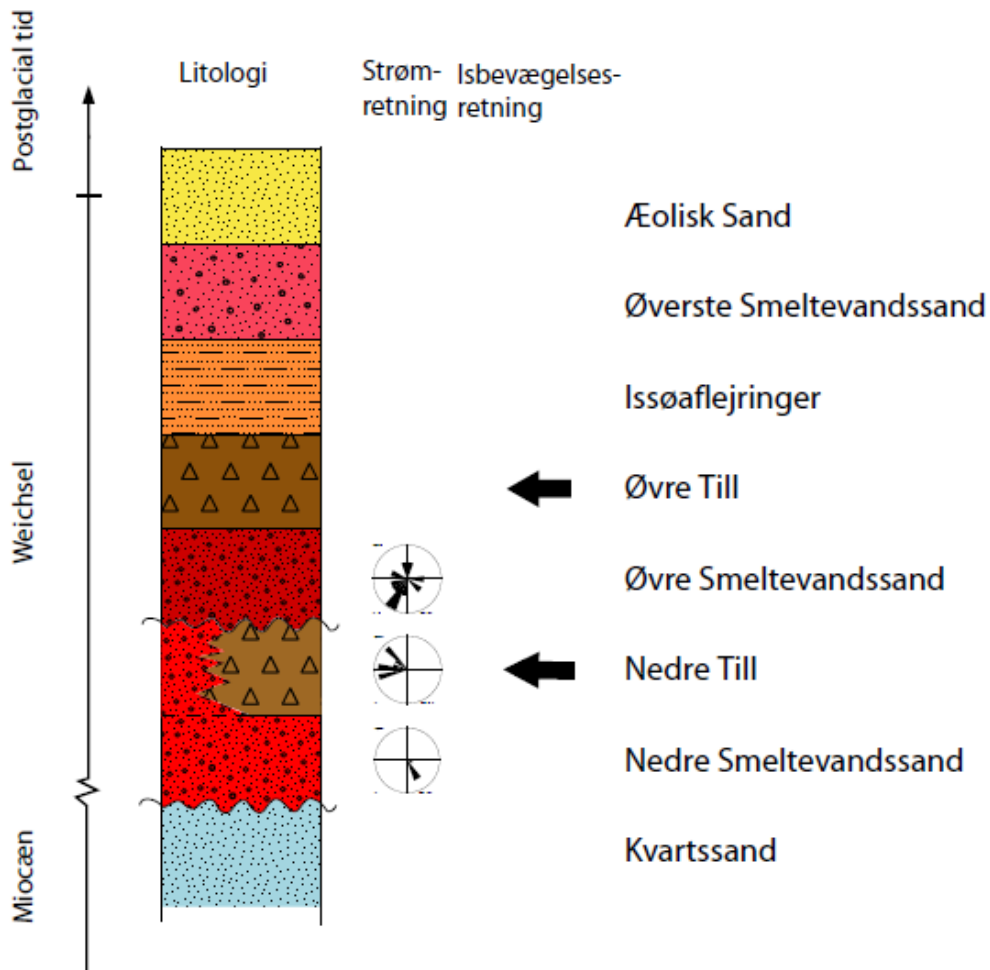 Postglacial tid
Weichsel
Miocæn
Litologi
Strøm-
retning
Isbevægelses-
retning
Æolisk Sand
Øverste Smeltevandssand
Issøaflejringer
Øvre Till
Øvre Smeltevandssand
Nedre Till
Nedre Smeltevandssand
Kvartssand